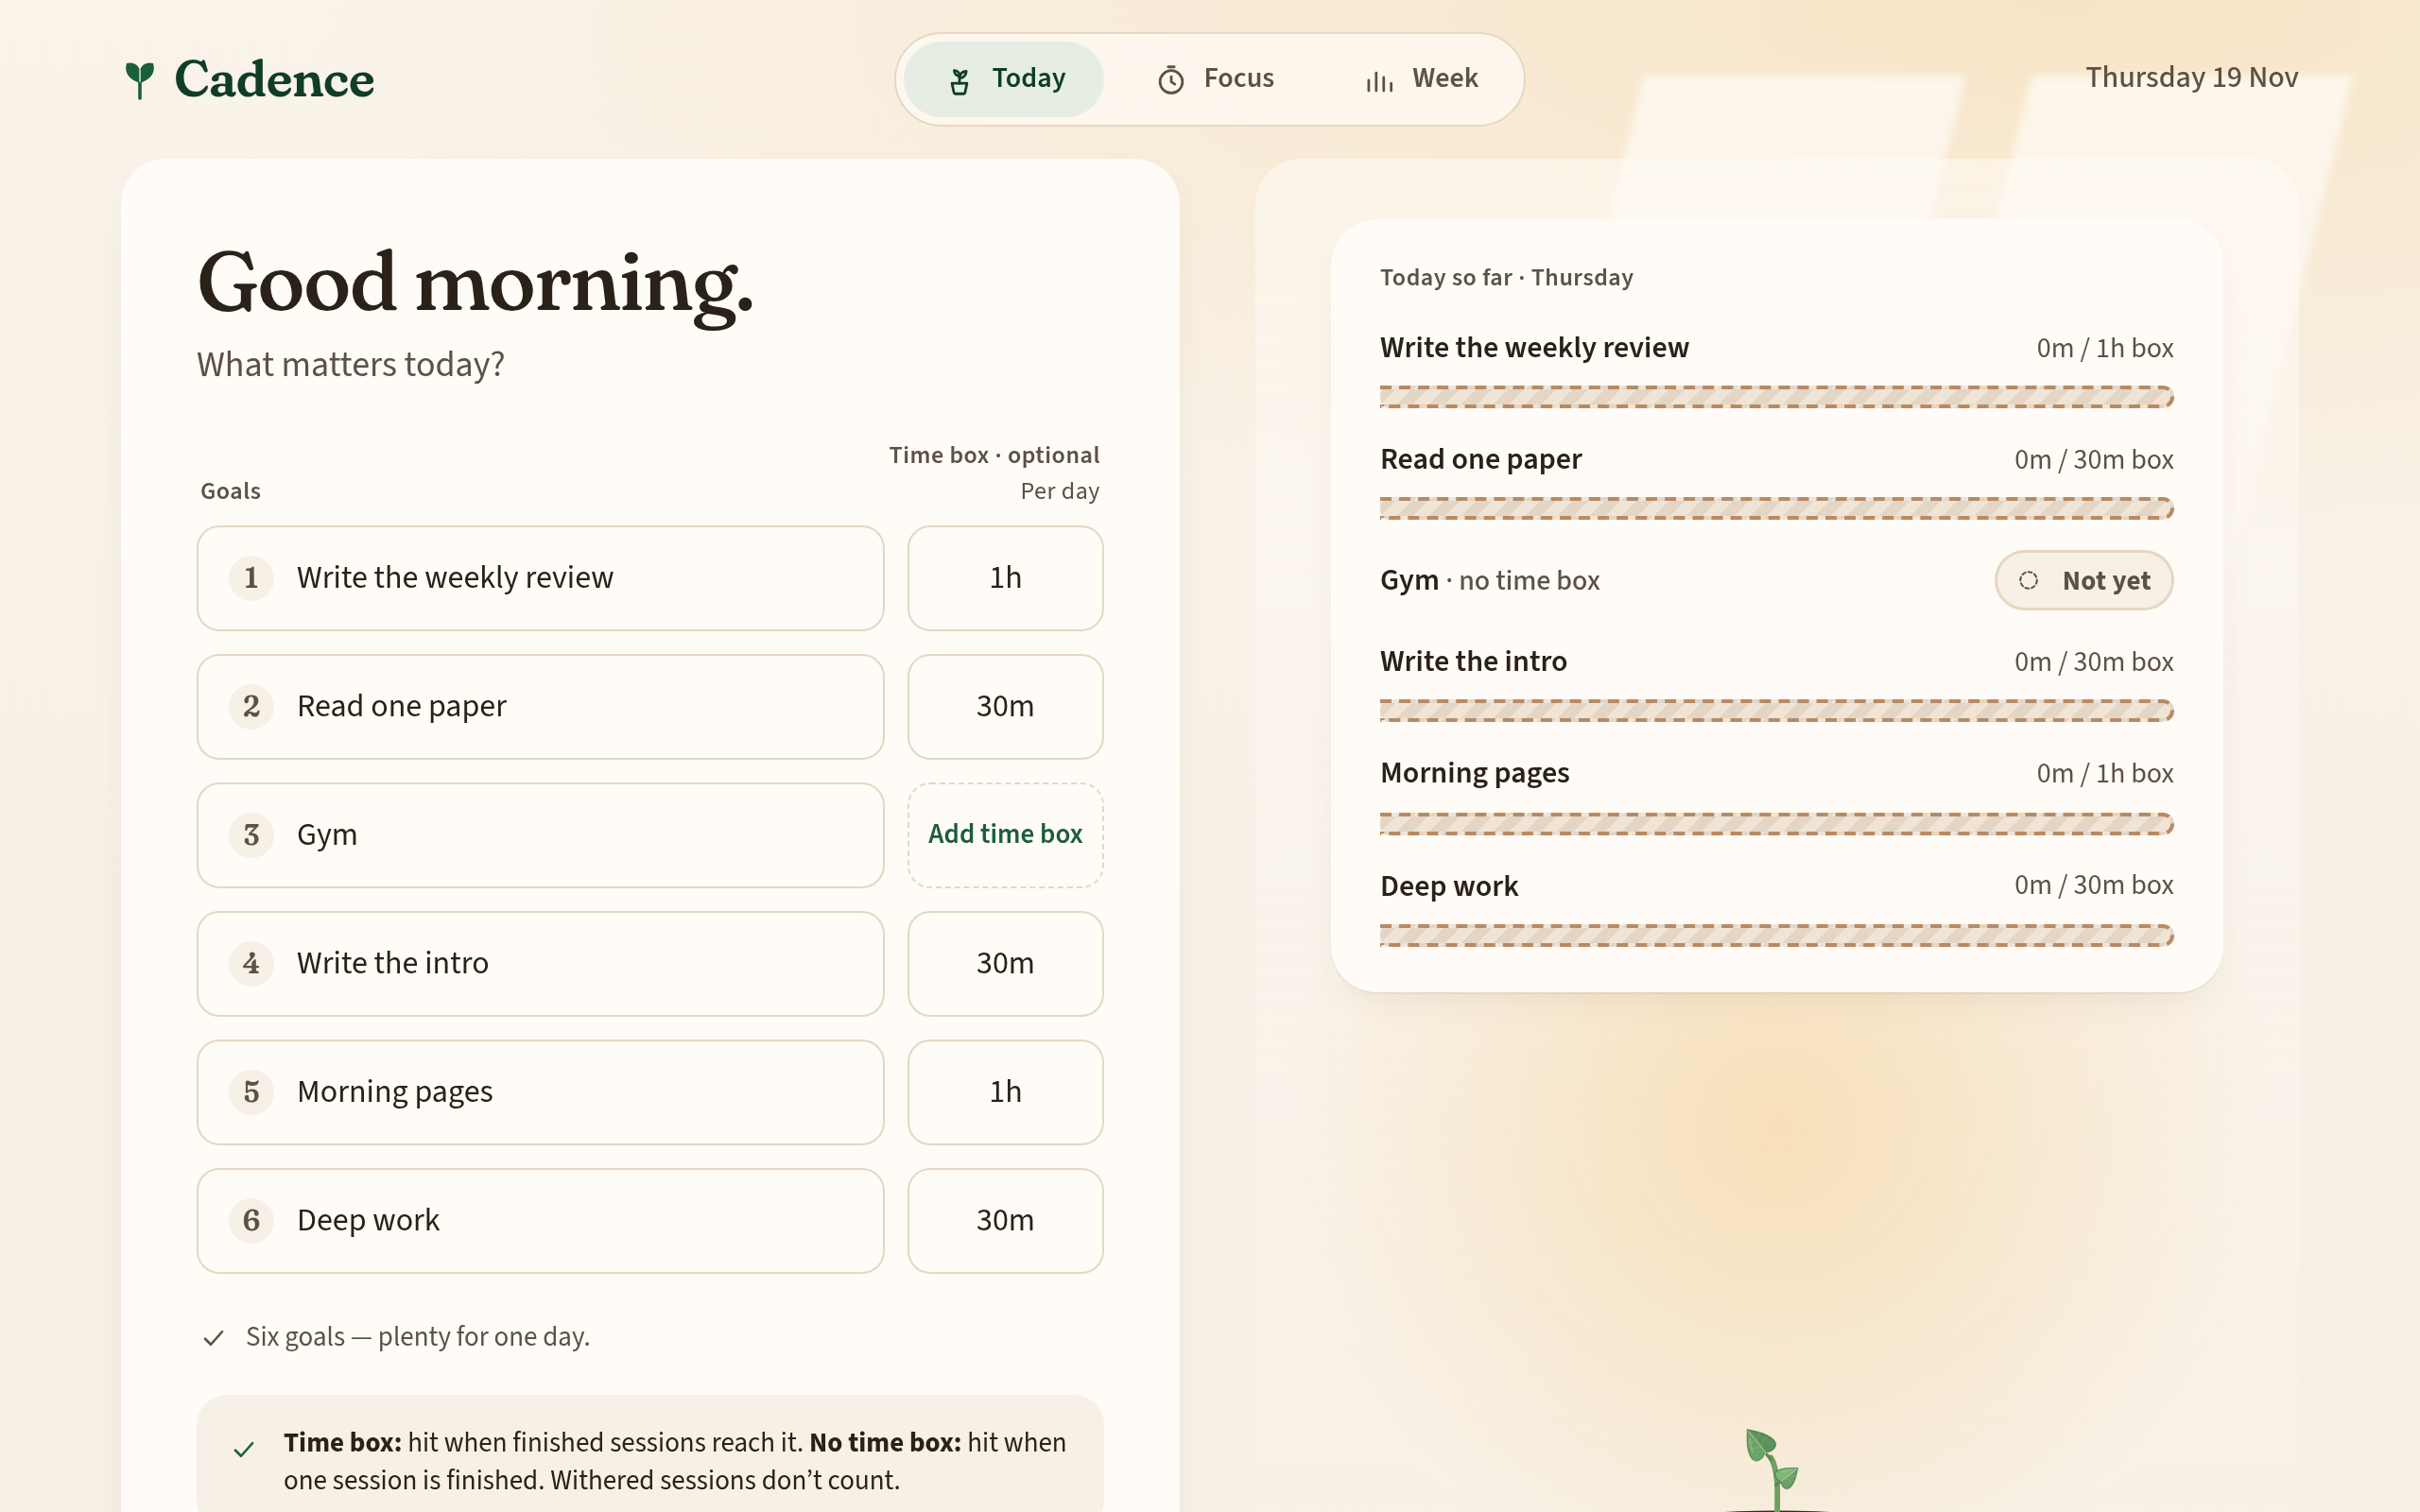 Cadence
Today
Focus
Week
Thursday 19 Nov
Good morning.
What matters today?
Time box · optional
Goals
Per day
1 Write the weekly review
1h
2 Read one paper
30m
3 Gym
Add time box
4 Write the intro
30m
5 Morning pages
1h
6 Deep work
30m
Six goals — plenty for one day.
Time box: hit when finished sessions reach it. No time box: hit when
one session is finished. Withered sessions don’t count.
Today so far · Thursday
Write the weekly review
0m / 1h box
Read one paper
0m / 30m box
Gym · no time box
Not yet
Write the intro
0m / 30m box
Morning pages
0m / 1h box
Deep work
0m / 30m box